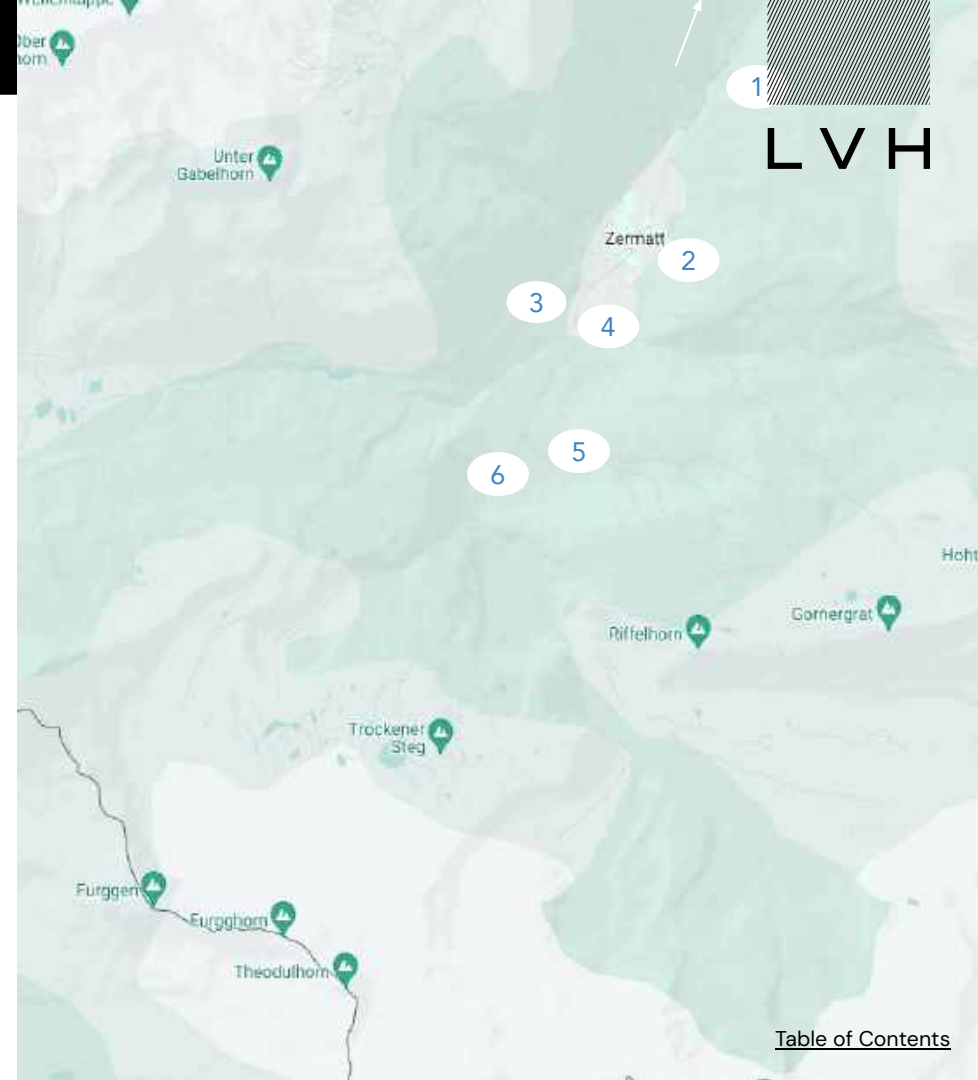 1
LVH
Unter
Gabelhorn
Zermatt
2
3
4
5
6
Gornergrat
Riffelhorn
Trockener
Steg
Furggen
Furgghorn
Theodulhorn
Table of Contents